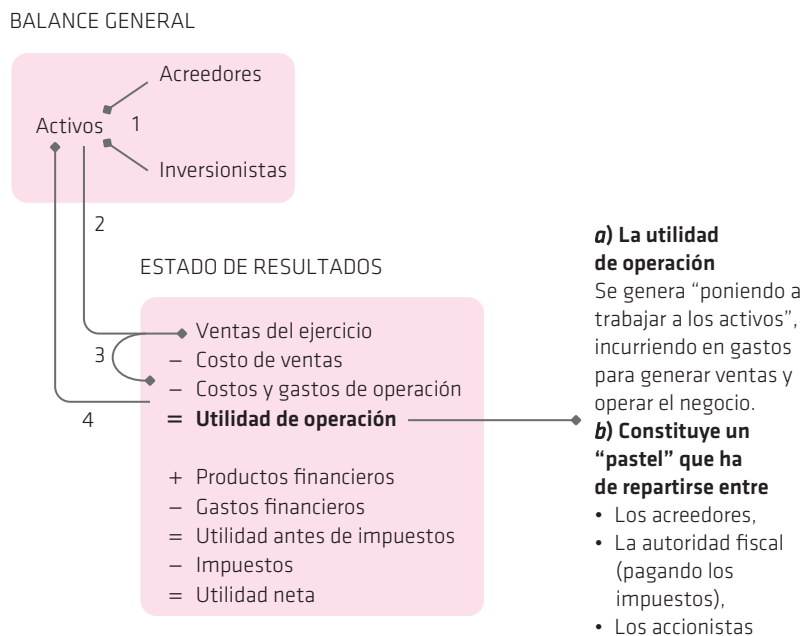 BALANCE GENERAL
Acreedores
Activos 1
Inversionistas
2
ESTADO DE RESULTADOS
Ventas del ejercicio
3
– Costo de ventas
– Costos y gastos de operación
4
= Utilidad de operación
+ Productos financieros
– Gastos financieros
= Utilidad antes de impuestos
– Impuestos
= Utilidad neta
a) La utilidad
de operación
Se genera “poniendo a
trabajar a los activos”,
incurriendo en gastos
para generar ventas y
operar el negocio.
b) Constituye un
“pastel” que ha
de repartirse entre
• Los acreedores,
• La autoridad fiscal
(pagando los
impuestos),
• Los accionistas